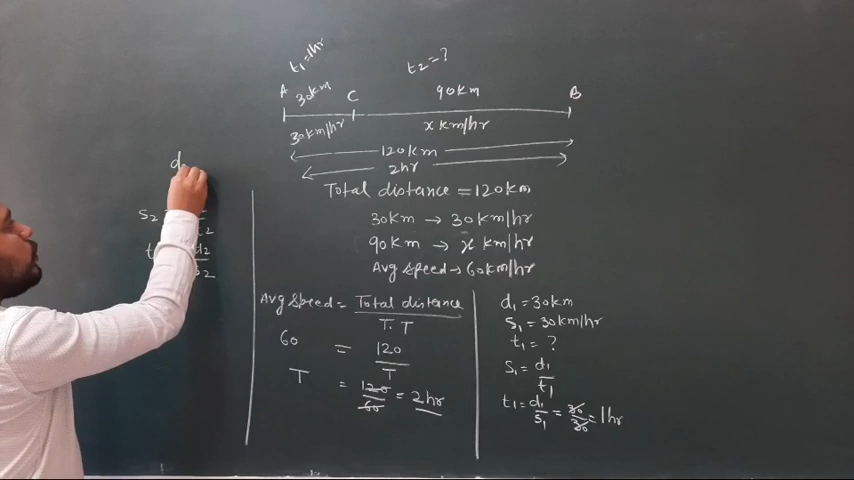 t1=1hr
t2=?
A 30km C 90km B
30km/hr x km/hr
120km
2hr
Total distance = 120km
30km → 30km/hr
90km → x km/hr
Avg Speed → 60km/hr
d
s2
t2
d2
Avg Speed = Total distance
T.T
60 = 120
T
T = 120
60
= 2hr
d1 = 30km
s1 = 30km/hr
t1 = ?
s1 = d1
t1
t1 = d1 = 30 = 1hr
s1 30